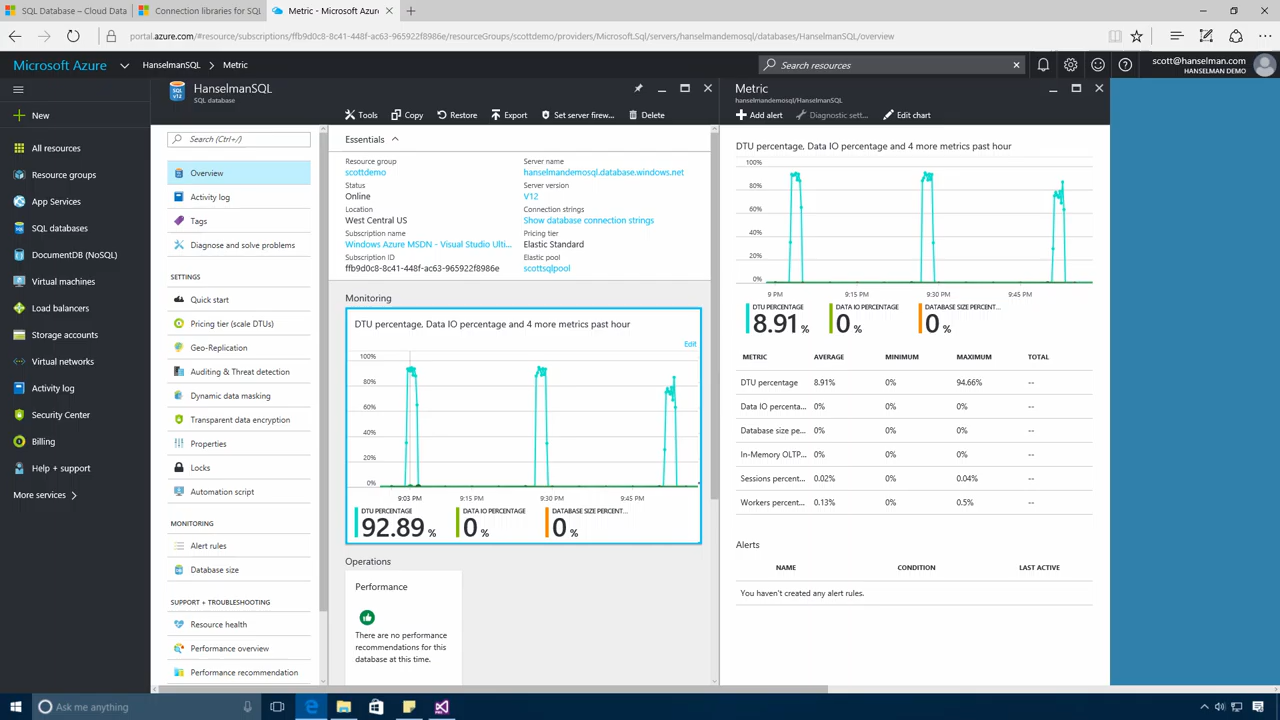 SQL Database – Cloud Data
Connection libraries for SQL
Metric - Microsoft Azure
portal.azure.com/#resource/subscriptions/ffb9d0c8-8c41-448f-ac63-965922f8986e/resourceGroups/scottdemo/providers/Microsoft.Sql/servers/hanselmandemosql/databases/HanselmanSQL/overview
Microsoft Azure
HanselmanSQL > Metric
Search resources
scott@hanselman.com
HANSELMAN DEMO
New
All resources
Resource groups
App Services
SQL databases
DocumentDB (NoSQL)
Virtual machines
Load balancers
Storage accounts
Virtual networks
Activity log
Security Center
Billing
Help + support
More services >
SQL v12
HanselmanSQL
SQL database
Search (Ctrl+/)
Overview
Activity log
Tags
Diagnose and solve problems
SETTINGS
Quick start
Pricing tier (scale DTUs)
Geo-Replication
Auditing & Threat detection
Dynamic data masking
Transparent data encryption
Properties
Locks
Automation script
MONITORING
Alert rules
Database size
SUPPORT + TROUBLESHOOTING
Resource health
Performance overview
Performance recommendation
Tools Copy Restore Export Set server firew... Delete
Essentials
Resource group
scottdemo
Status
Online
Location
West Central US
Subscription name
Windows Azure MSDN - Visual Studio Ulti...
Subscription ID
ffb9d0c8-8c41-448f-ac63-965922f8986e
Server name
hanselmandemosql.database.windows.net
Server version
V12
Connection strings
Show database connection strings
Pricing tier
Elastic Standard
Elastic pool
scottsqlpool
Monitoring
DTU percentage, Data IO percentage and 4 more metrics past hour
Edit
100%
80%
60%
40%
20%
0%
9:03 PM 9:15 PM 9:30 PM 9:45 PM
DTU PERCENTAGE
92.89 %
DATA IO PERCENTAGE
0 %
DATABASE SIZE PERCENT...
0 %
Operations
Performance
There are no performance
recommendations for this
database at this time.
Metric
hanselmandemosql/HanselmanSQL
Add alert Diagnostic sett... Edit chart
DTU percentage, Data IO percentage and 4 more metrics past hour
100%
80%
60%
40%
20%
0%
9 PM 9:15 PM 9:30 PM 9:45 PM
DTU PERCENTAGE
8.91 %
DATA IO PERCENTAGE
0 %
DATABASE SIZE PERCENT...
0 %
METRIC AVERAGE MINIMUM MAXIMUM TOTAL
DTU percentage 8.91% 0% 94.66% --
Data IO percenta... 0% 0% 0% --
Database size pe... 0% 0% 0% --
In-Memory OLTP... 0% 0% 0% --
Sessions percent... 0.02% 0% 0.04% --
Workers percent... 0.13% 0% 0.5% --
Alerts
NAME CONDITION LAST ACTIVE
You haven't created any alert rules.
Ask me anything